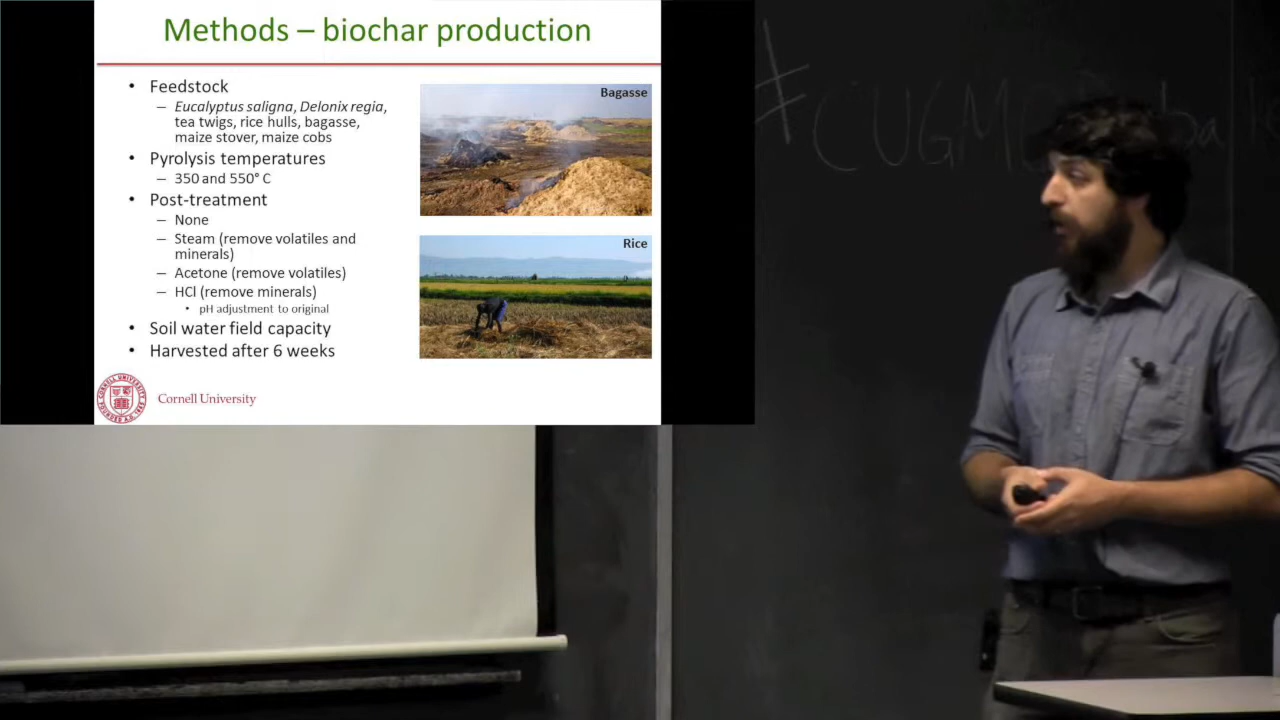 Methods – biochar production
• Feedstock
– Eucalyptus saligna, Delonix regia,
tea twigs, rice hulls, bagasse,
maize stover, maize cobs
• Pyrolysis temperatures
– 350 and 550° C
• Post-treatment
– None
– Steam (remove volatiles and
minerals)
– Acetone (remove volatiles)
– HCl (remove minerals)
• pH adjustment to original
• Soil water field capacity
• Harvested after 6 weeks
Bagasse
Rice
Cornell University